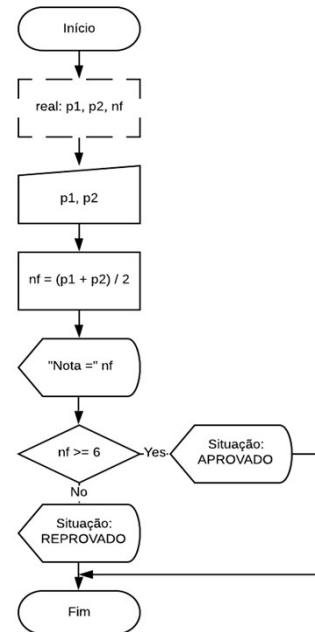 Início
real: p1, p2, nf
p1, p2
nf = (p1 + p2) / 2
"Nota =" nf
nf >= 6
Yes
Situação:
APROVADO
No
Situação:
REPROVADO
Fim